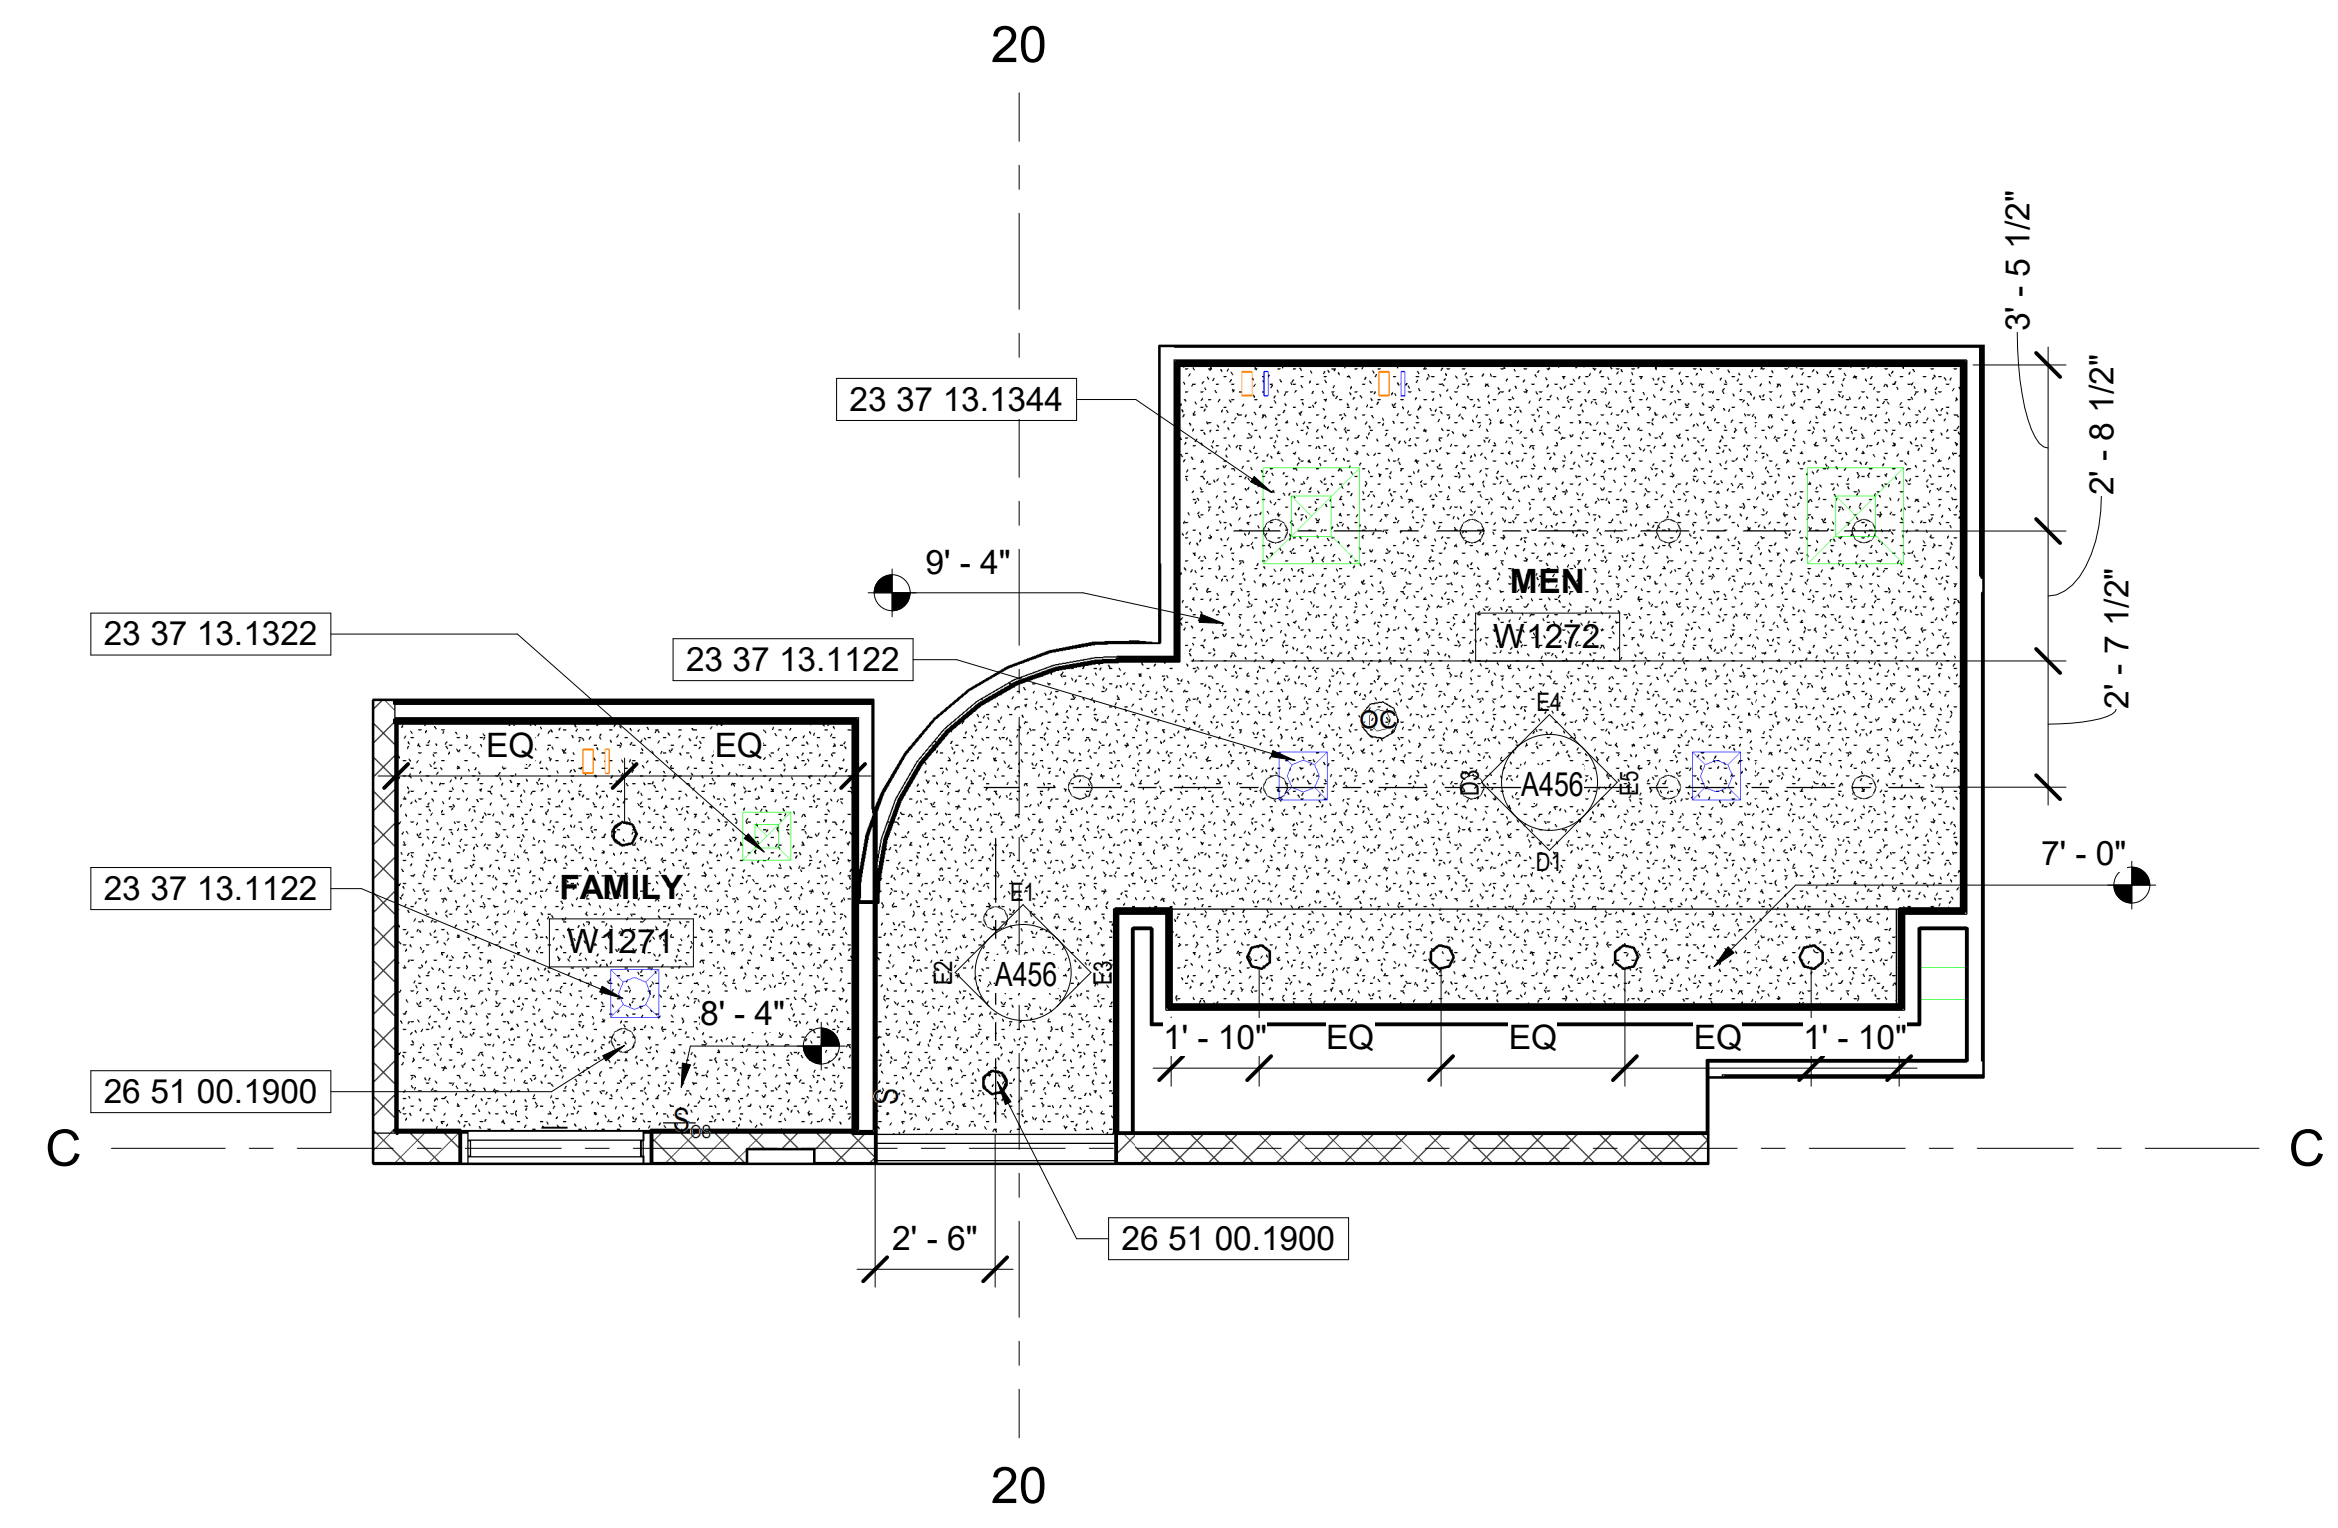 20
3' - 5 1/2"
2' - 8 1/2"
23 37 13.1344
9' - 4"
MEN
2' - 7 1/2"
W1272
23 37 13.1322
23 37 13.1122
E4
OC
EQ
EQ
D3
A456
E5
D1
7' - 0"
23 37 13.1122
FAMILY
W1271
E1
E2
A456
E3
8' - 4"
1' - 10"
EQ
EQ
EQ
1' - 10"
26 51 00.1900
S
S
OS
C
C
2' - 6"
26 51 00.1900
20